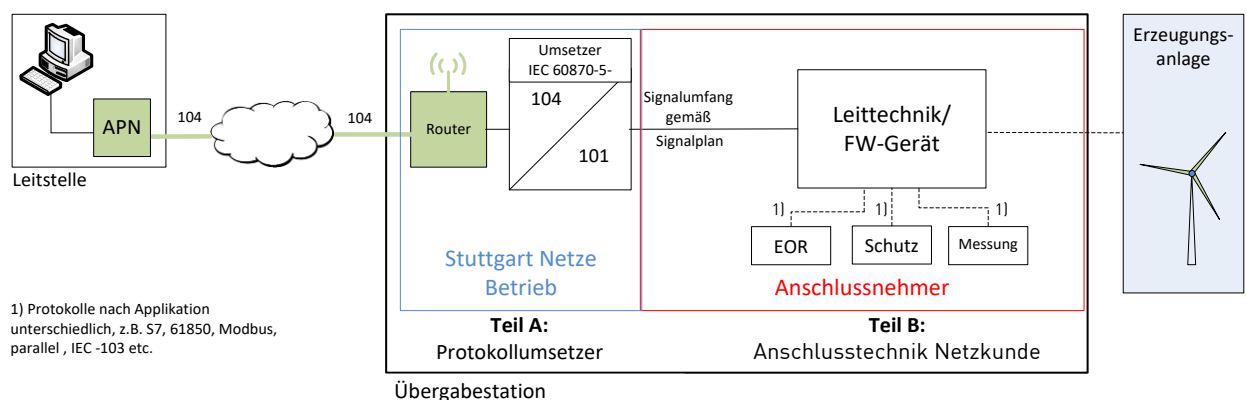 APN
Leitstelle
104
104
Router
Umsetzer
IEC 60870-5-
104
101
Signalumfang
gemäß
Signalplan
Leittechnik/
FW-Gerät
1)
1)
1)
EOR
Schutz
Messung
Erzeugungs-
anlage
Stuttgart Netze
Betrieb
Anschlussnehmer
Teil A:
Protokollumsetzer
Teil B:
Anschlusstechnik Netzkunde
1) Protokolle nach Applikation
unterschiedlich, z.B. S7, 61850, Modbus,
parallel , IEC -103 etc.
Übergabestation